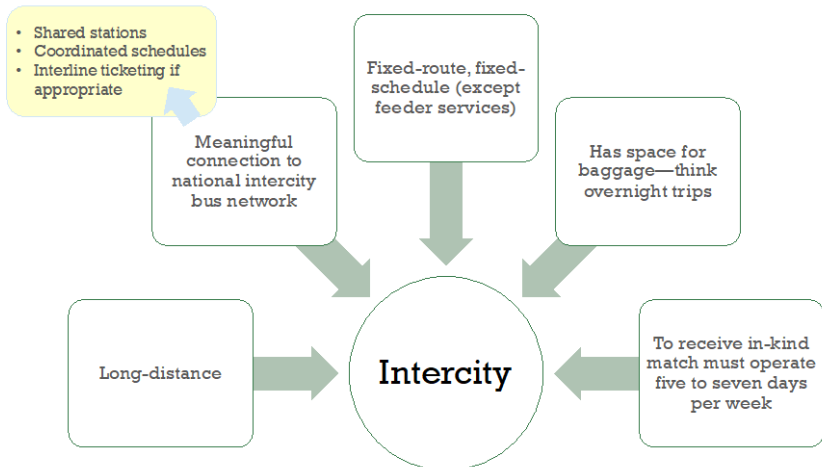 • Shared stations
• Coordinated schedules
• Interline ticketing if
appropriate
Meaningful
connection to
national intercity
bus network
Fixed-route, fixed-
schedule (except
feeder services)
Has space for
baggage—think
overnight trips
Long-distance
Intercity
To receive in-kind
match must operate
five to seven days
per week